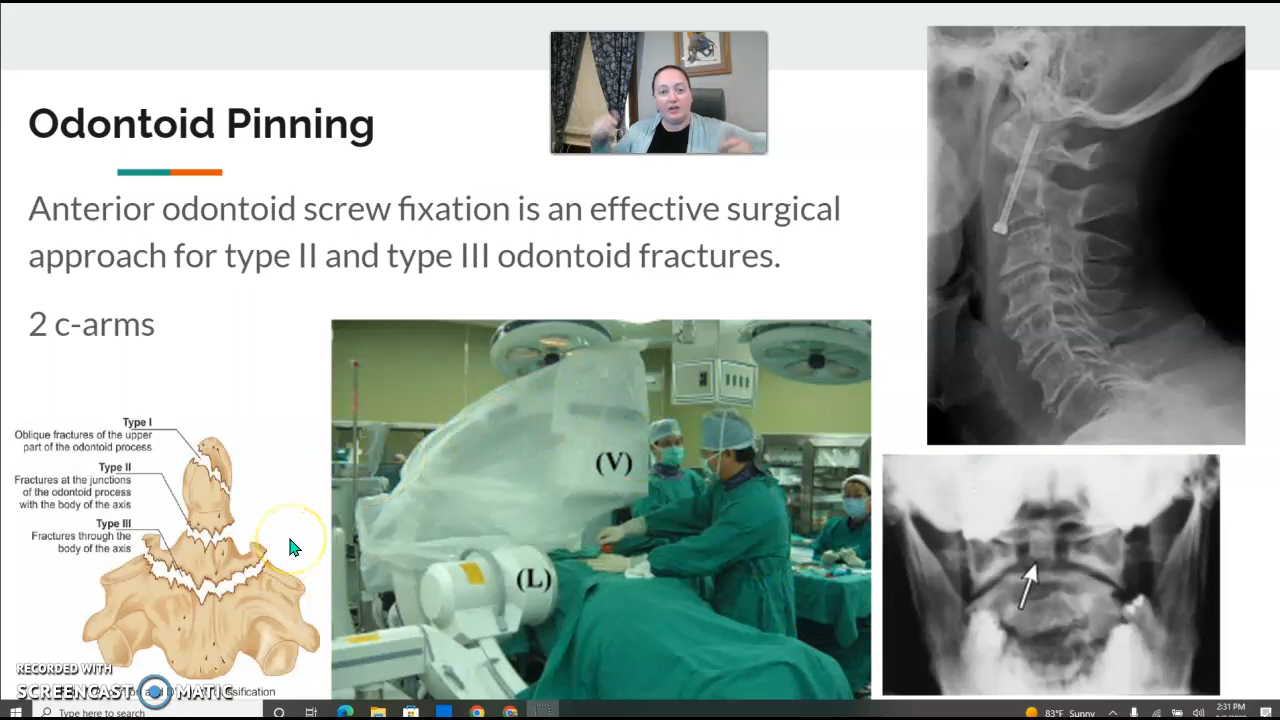 Odontoid Pinning
Anterior odontoid screw fixation is an effective surgical
approach for type II and type III odontoid fractures.
2 c-arms
Type I
Oblique fractures of the upper
part of the odontoid process
Type II
Fractures at the junctions
of the odontoid process
with the body of the axis
Type III
Fractures through the
body of the axis
(V)
(L)
RECORDED WITH
SCREENCAST MATIC
and
sification
Type here to search
83°F Sunny
2:31 PM